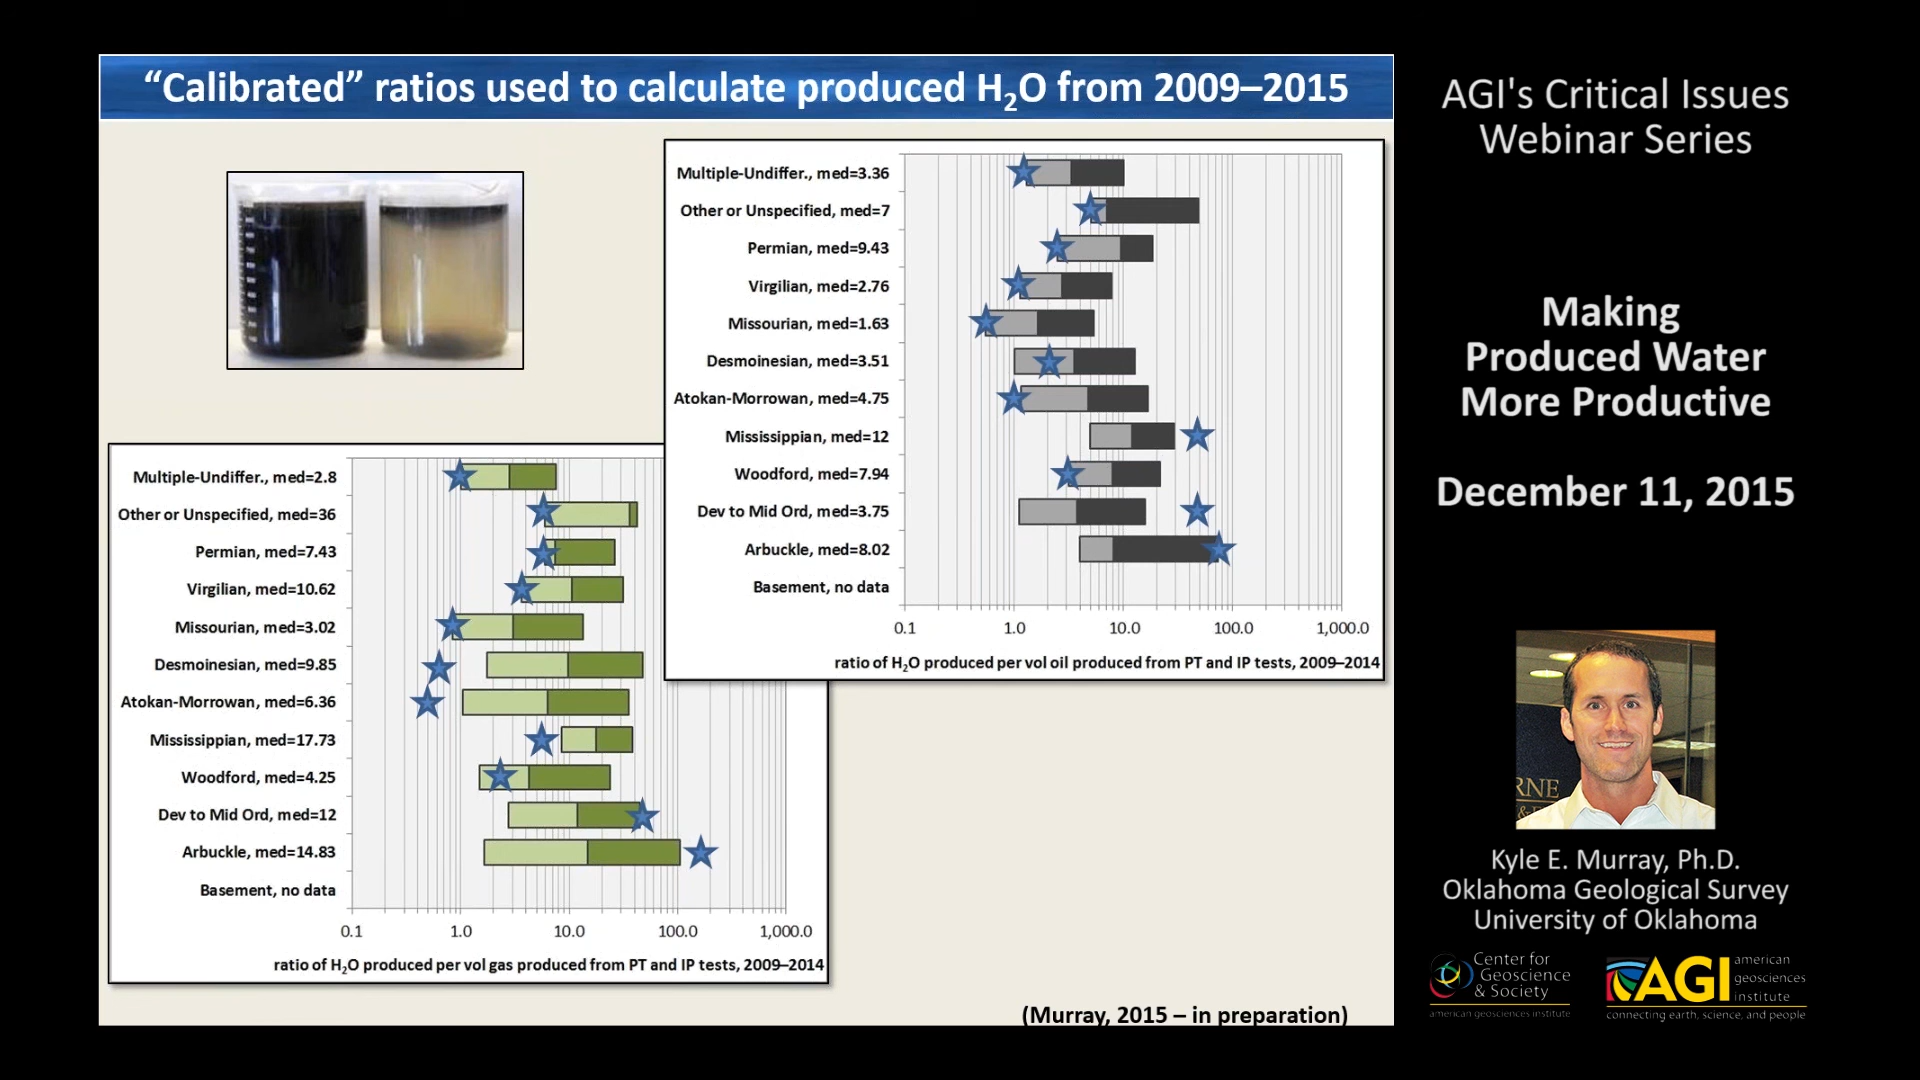 “Calibrated” ratios used to calculate produced H₂O from 2009–2015
Multiple-Undiffer., med=3.36
Other or Unspecified, med=7
Permian, med=9.43
Virgilian, med=2.76
Missourian, med=1.63
Desmoinesian, med=3.51
Atokan-Morrowan, med=4.75
Mississippian, med=12
Woodford, med=7.94
Dev to Mid Ord, med=3.75
Arbuckle, med=8.02
Basement, no data
0.1 1.0 10.0 100.0 1,000.0
ratio of H₂O produced per vol oil produced from PT and IP tests, 2009–2014
Multiple-Undiffer., med=2.8
Other or Unspecified, med=36
Permian, med=7.43
Virgilian, med=10.62
Missourian, med=3.02
Desmoinesian, med=9.85
Atokan-Morrowan, med=6.36
Mississippian, med=17.73
Woodford, med=4.25
Dev to Mid Ord, med=12
Arbuckle, med=14.83
Basement, no data
0.1 1.0 10.0 100.0 1,000.0
ratio of H₂O produced per vol gas produced from PT and IP tests, 2009–2014
(Murray, 2015 – in preparation)
AGI's Critical Issues
Webinar Series
Making
Produced Water
More Productive
December 11, 2015
RNE
Kyle E. Murray, Ph.D.
Oklahoma Geological Survey
University of Oklahoma
Center for
Geoscience
& Society
american geosciences institute
AGI
american
geosciences
institute
connecting earth, science, and people